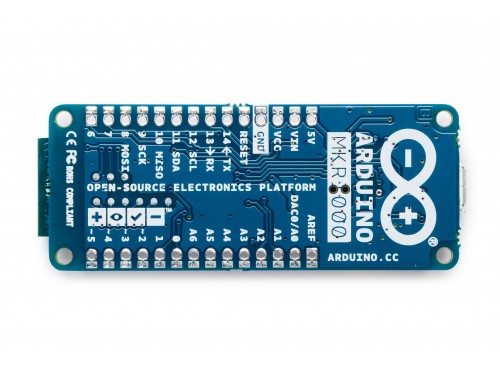 6
7
8 MOSI
9 SCK
10 MISO
11 SDA
12 SCL
13→RX
14←TX
RESET
GND
VCC
VIN
5V
CE FC ROHS COMPLIANT
OPEN-SOURCE ELECTRONICS PLATFORM
MKR1000
ARDUINO
®
~5
~4
~3
~2
1
0
A6
A5
A4
A3
A2
A1
DAC0/A0
AREF
ARDUINO.CC